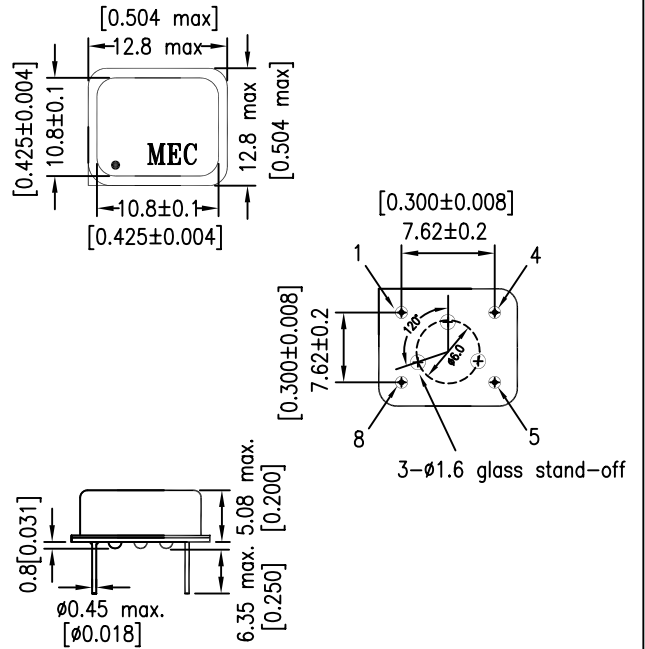 [0.504 max]
12.8 max
[0.425±0.004]
10.8±0.1
MEC
12.8 max
[0.504 max]
10.8±0.1
[0.425±0.004]
[0.300±0.008]
7.62±0.2
1
4
[0.300±0.008]
7.62±0.2
120°
ø6.0
8
5
3-ø1.6 glass stand-off
0.8[0.031]
5.08 max.
[0.200]
6.35 max.
[0.250]
ø0.45 max.
[ø0.018]